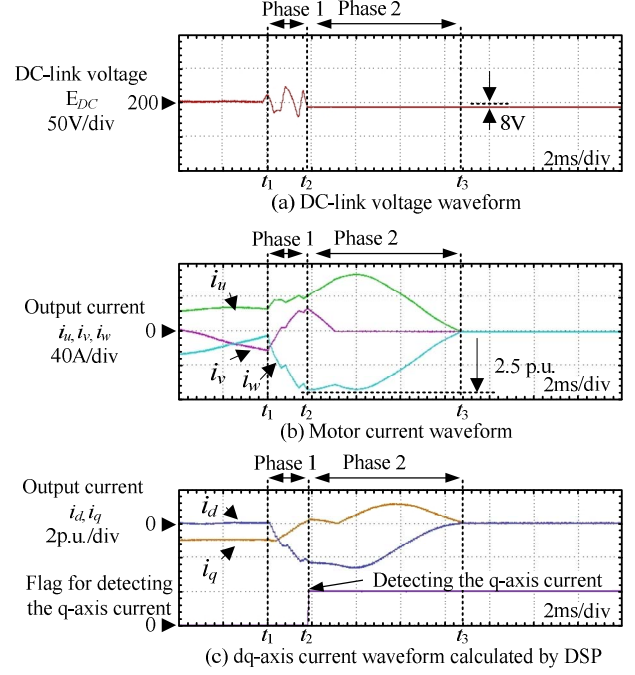 Phase 1 Phase 2
DC-link voltage
E_DC 200
50V/div
8V
2ms/div
t1 t2 t3
(a) DC-link voltage waveform
Phase 1 Phase 2
i_u
Output current
i_u, i_v, i_w 0
40A/div
i_v i_w
2.5 p.u.
2ms/div
t1 t2 t3
(b) Motor current waveform
Phase 1 Phase 2
Output current
i_d, i_q 0
2p.u./div
i_d
i_q
Flag for detecting
the q-axis current
0
Detecting the q-axis current
2ms/div
t1 t2 t3
(c) dq-axis current waveform calculated by DSP